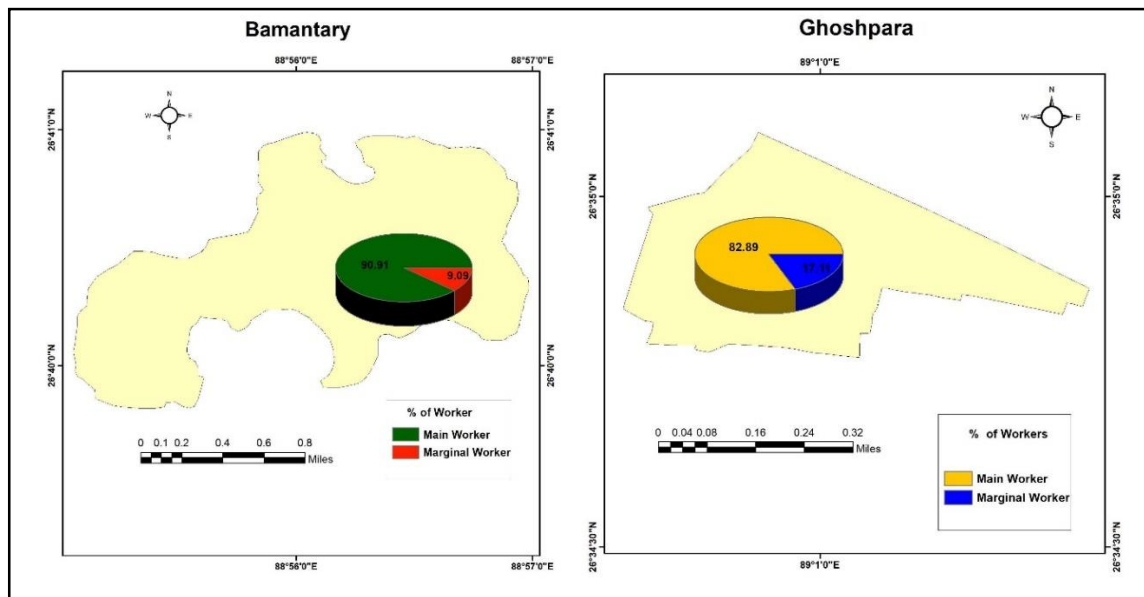 Bamantary
88°56'0"E
88°57'0"E
N
W
E
S
26°41'0"N
26°41'0"N
90.91
9.09
26°40'0"N
26°40'0"N
% of Worker
Main Worker
Marginal Worker
0 0.1 0.2 0.4 0.6 0.8
Miles
88°56'0"E
88°57'0"E
Ghoshpara
89°1'0"E
N
W
E
S
26°35'0"N
26°35'0"N
82.89
17.11
0 0.04 0.08 0.16 0.24 0.32
Miles
% of Workers
Main Worker
Marginal Worker
26°34'30"N
26°34'30"N
89°1'0"E